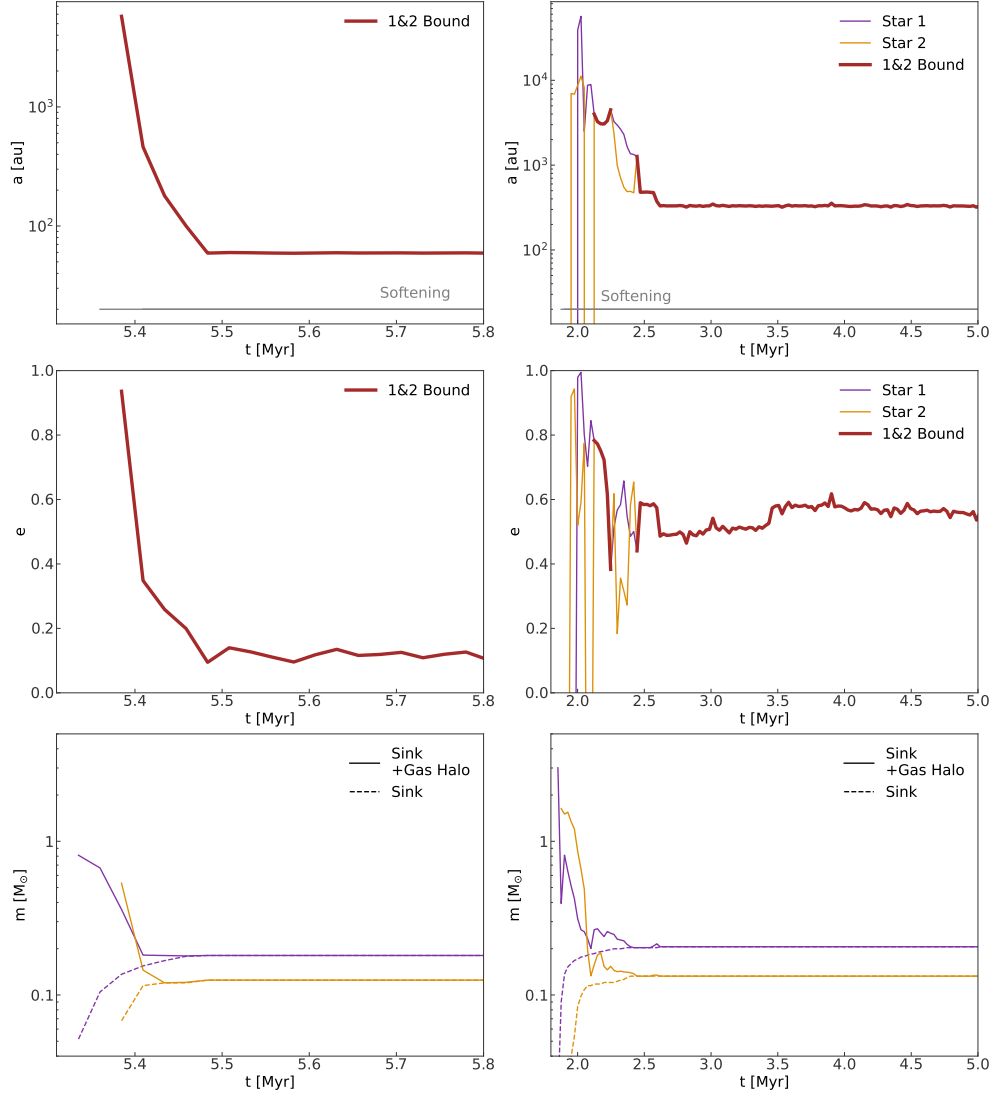 1&2 Bound
10³
10²
a [au]
Softening
5.4
5.5
5.6
5.7
5.8
t [Myr]
Star 1
Star 2
1&2 Bound
10⁴
10³
10²
a [au]
Softening
2.0
2.5
3.0
3.5
4.0
4.5
5.0
t [Myr]
1&2 Bound
1.0
0.8
0.6
0.4
0.2
0.0
e
5.4
5.5
5.6
5.7
5.8
t [Myr]
Star 1
Star 2
1&2 Bound
1.0
0.8
0.6
0.4
0.2
0.0
e
2.0
2.5
3.0
3.5
4.0
4.5
5.0
t [Myr]
Sink
+Gas Halo
Sink
1
0.1
m [M☉]
5.4
5.5
5.6
5.7
5.8
t [Myr]
Sink
+Gas Halo
Sink
1
0.1
m [M☉]
2.0
2.5
3.0
3.5
4.0
4.5
5.0
t [Myr]